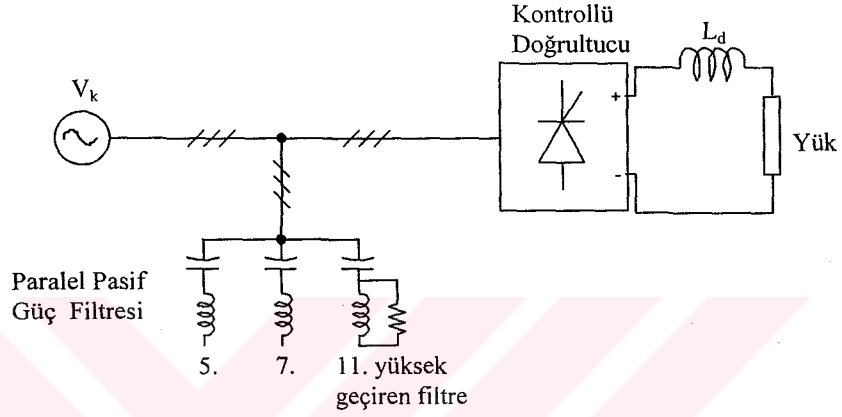 Kontrollü
Doğrultucu
L_d
V_k
+
-
Yük
Paralel Pasif
Güç Filtresi
5.
7.
11. yüksek
geçiren filtre